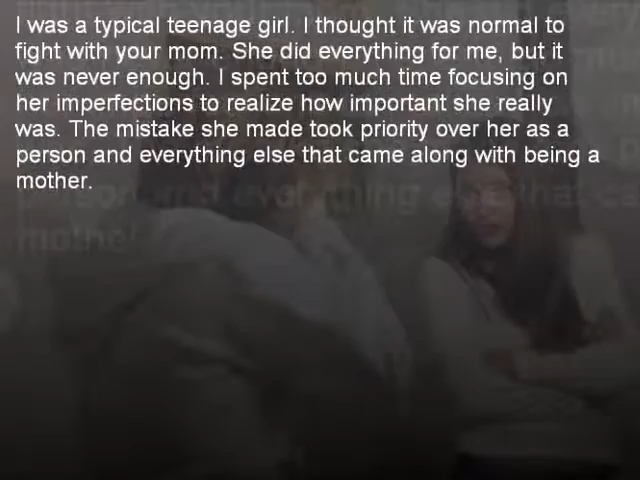 I was a typical teenage girl. I thought it was normal to
fight with your mom. She did everything for me, but it
was never enough. I spent too much time focusing on
her imperfections to realize how important she really
was. The mistake she made took priority over her as a
person and everything else that came along with being a
mother.